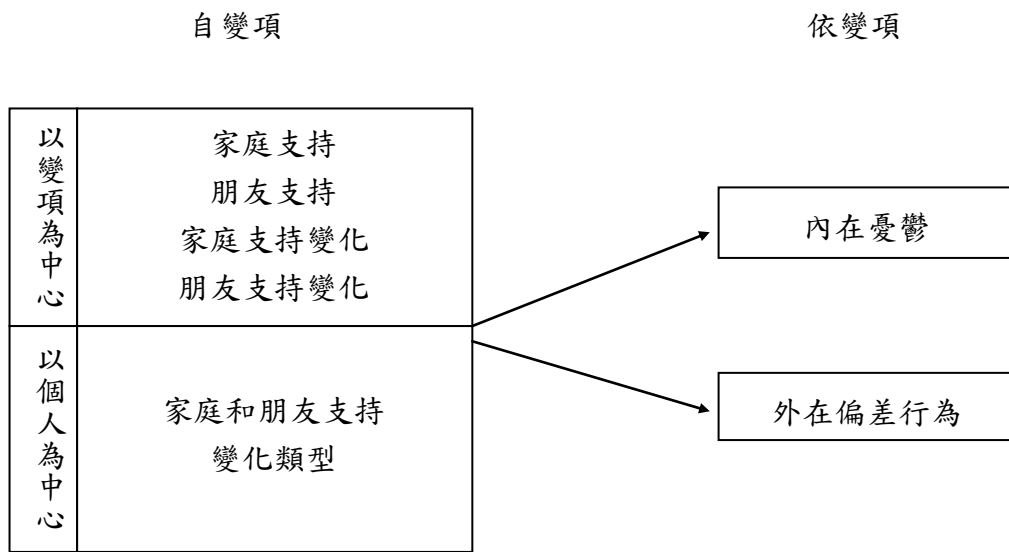 自變項
依變項
以變項為中心
家庭支持
朋友支持
家庭支持變化
朋友支持變化
以個人為中心
家庭和朋友支持
變化類型
內在憂鬱
外在偏差行為